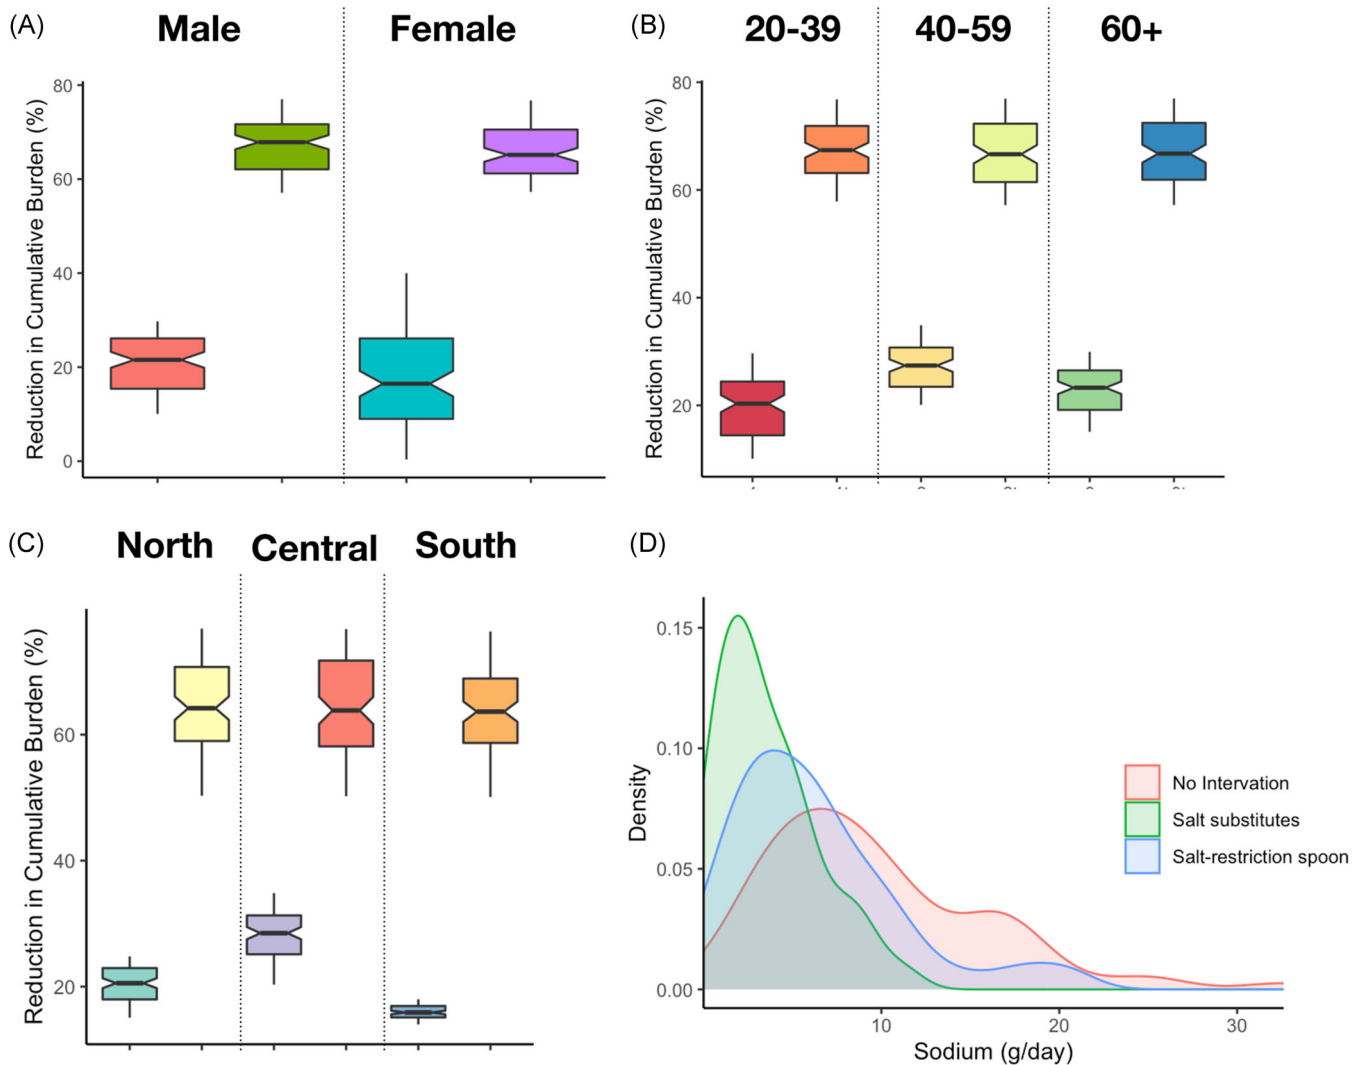 (A) Male Female
Reduction in Cumulative Burden (%)
80
60
40
20
0
(B) 20-39 40-59 60+
Reduction in Cumulative Burden (%)
80
60
40
20
(C) North Central South
Reduction in Cumulative Burden (%)
60
40
20
(D)
Density
0.15
0.10
0.05
0.00
10 20 30
Sodium (g/day)
No Intervation
Salt substitutes
Salt-restriction spoon